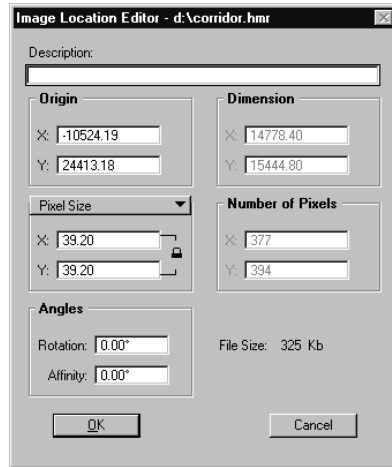 Image Location Editor - d:\corridor.hmr
Description:
Origin
X: -10524.19
Y: 24413.18
Dimension
X: 14778.40
Y: 15444.80
Pixel Size
X: 39.20
Y: 39.20
Number of Pixels
X: 377
Y: 394
Angles
Rotation: 0.00°
Affinity: 0.00°
File Size: 325 Kb
OK
Cancel